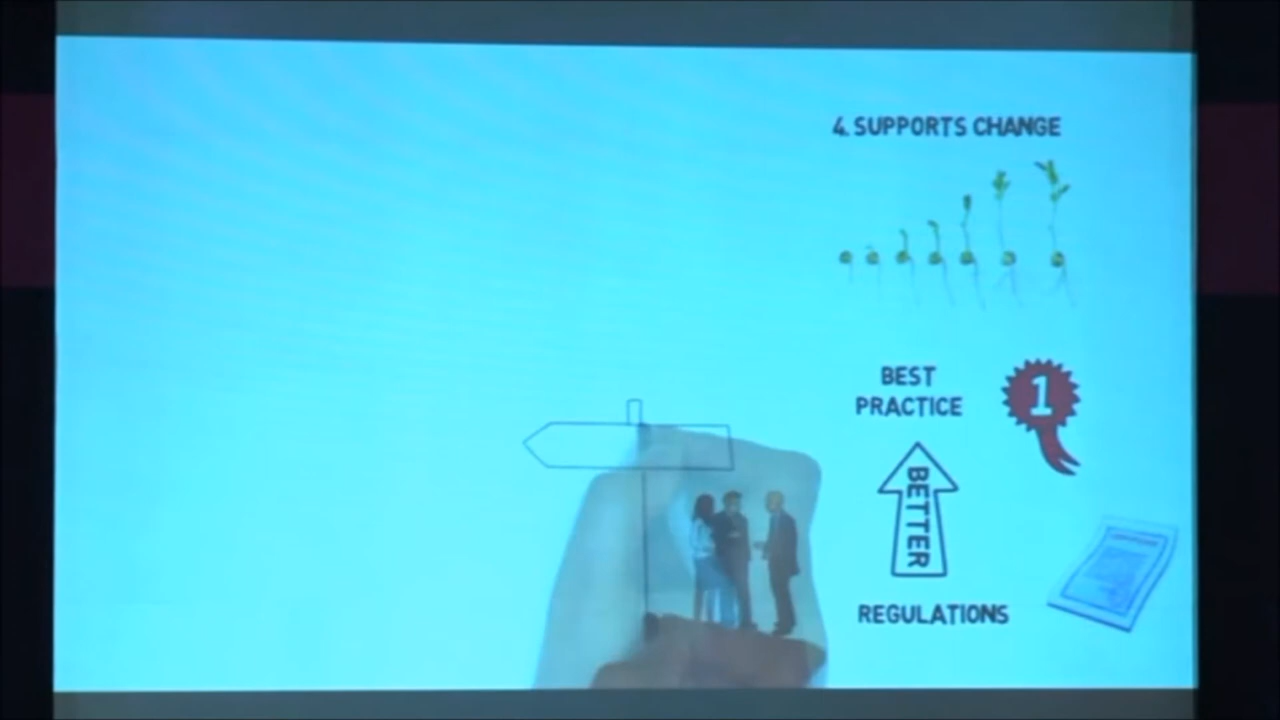 4. SUPPORTS CHANGE
BEST
PRACTICE
1
BETTER
REGULATIONS